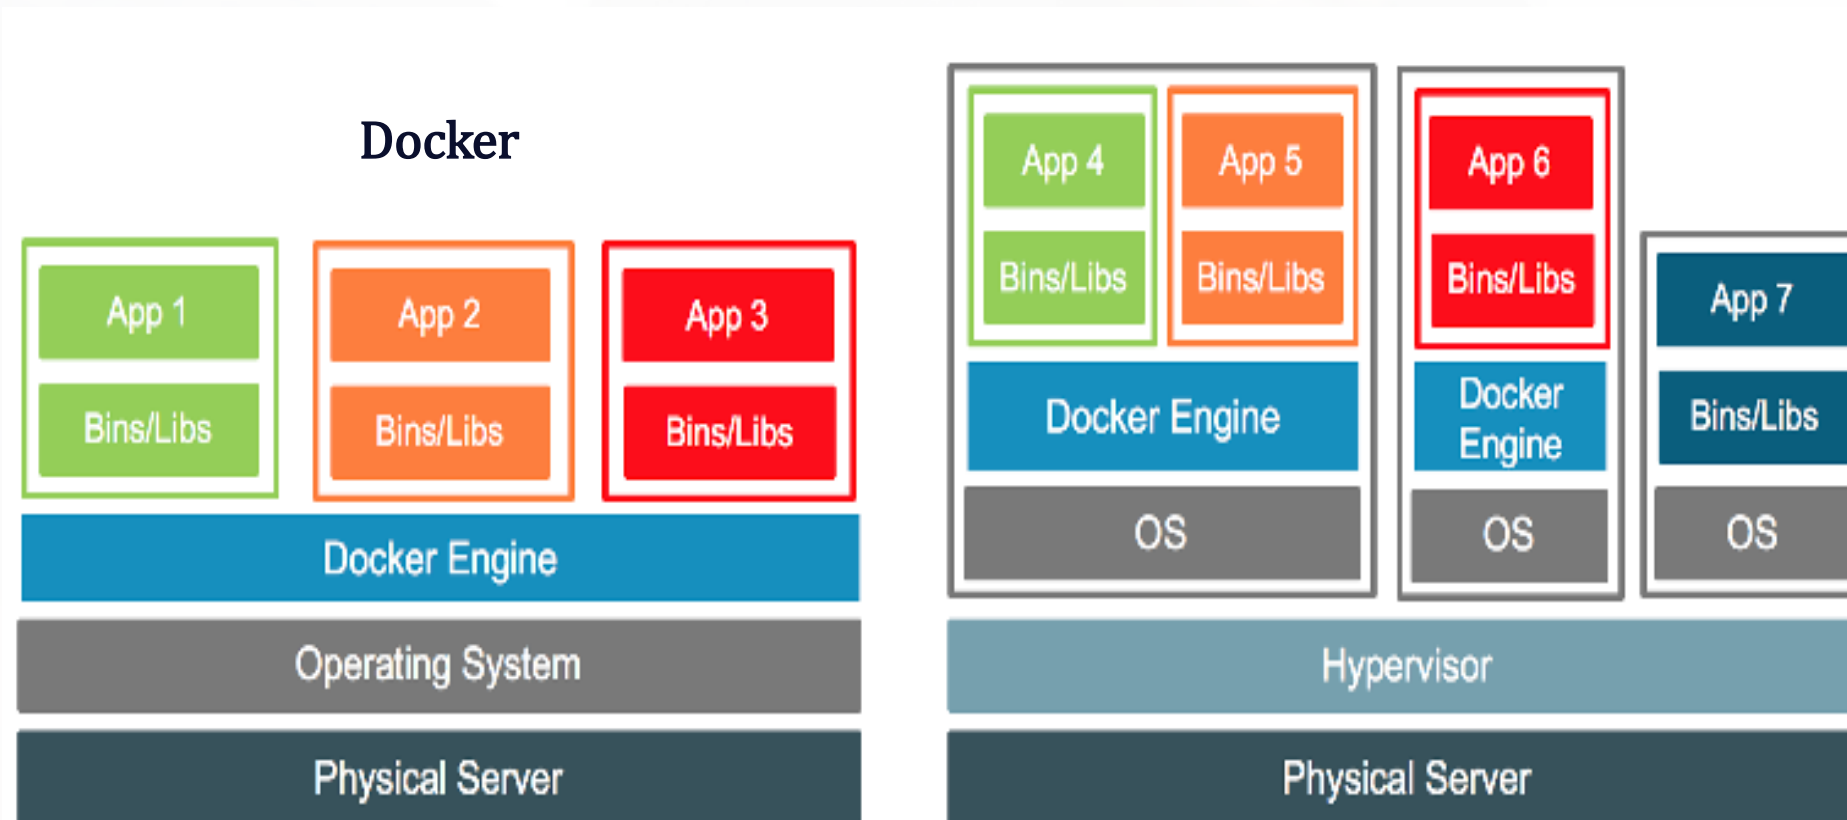 Docker
App 1
Bins/Libs
App 2
Bins/Libs
App 3
Bins/Libs
Docker Engine
Operating System
Physical Server
App 4
Bins/Libs
App 5
Bins/Libs
Docker Engine
OS
App 6
Bins/Libs
Docker
Engine
OS
App 7
Bins/Libs
OS
Hypervisor
Physical Server